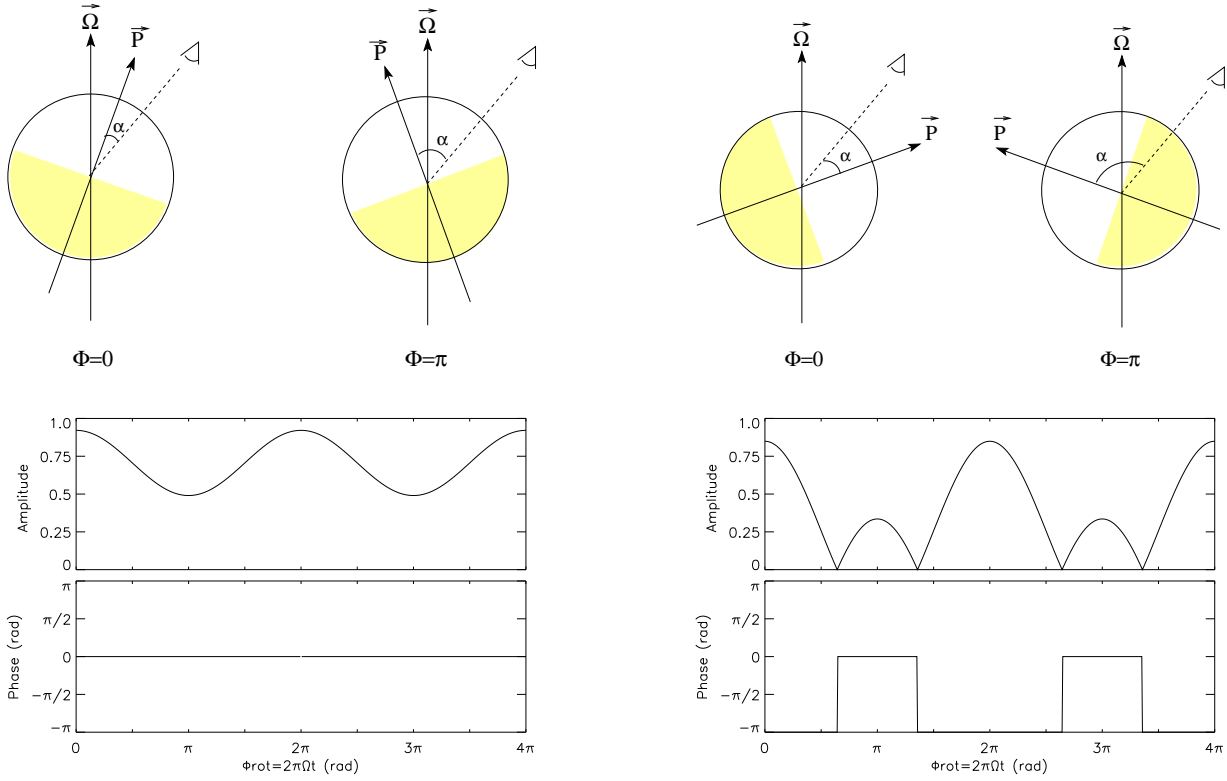 Ω P
α
P Ω
α
Ω
α P
Ω
P α
Φ=0
Φ=π
Φ=0
Φ=π
Amplitude
1.0
0.75
0.5
0.25
0
Phase (rad)
π
π/2
0
-π/2
-π
0 π 2π 3π 4π
Φrot=2πΩt (rad)
Amplitude
1.0
0.75
0.5
0.25
0
Phase (rad)
π
π/2
0
-π/2
-π
0 π 2π 3π 4π
Φrot=2πΩt (rad)